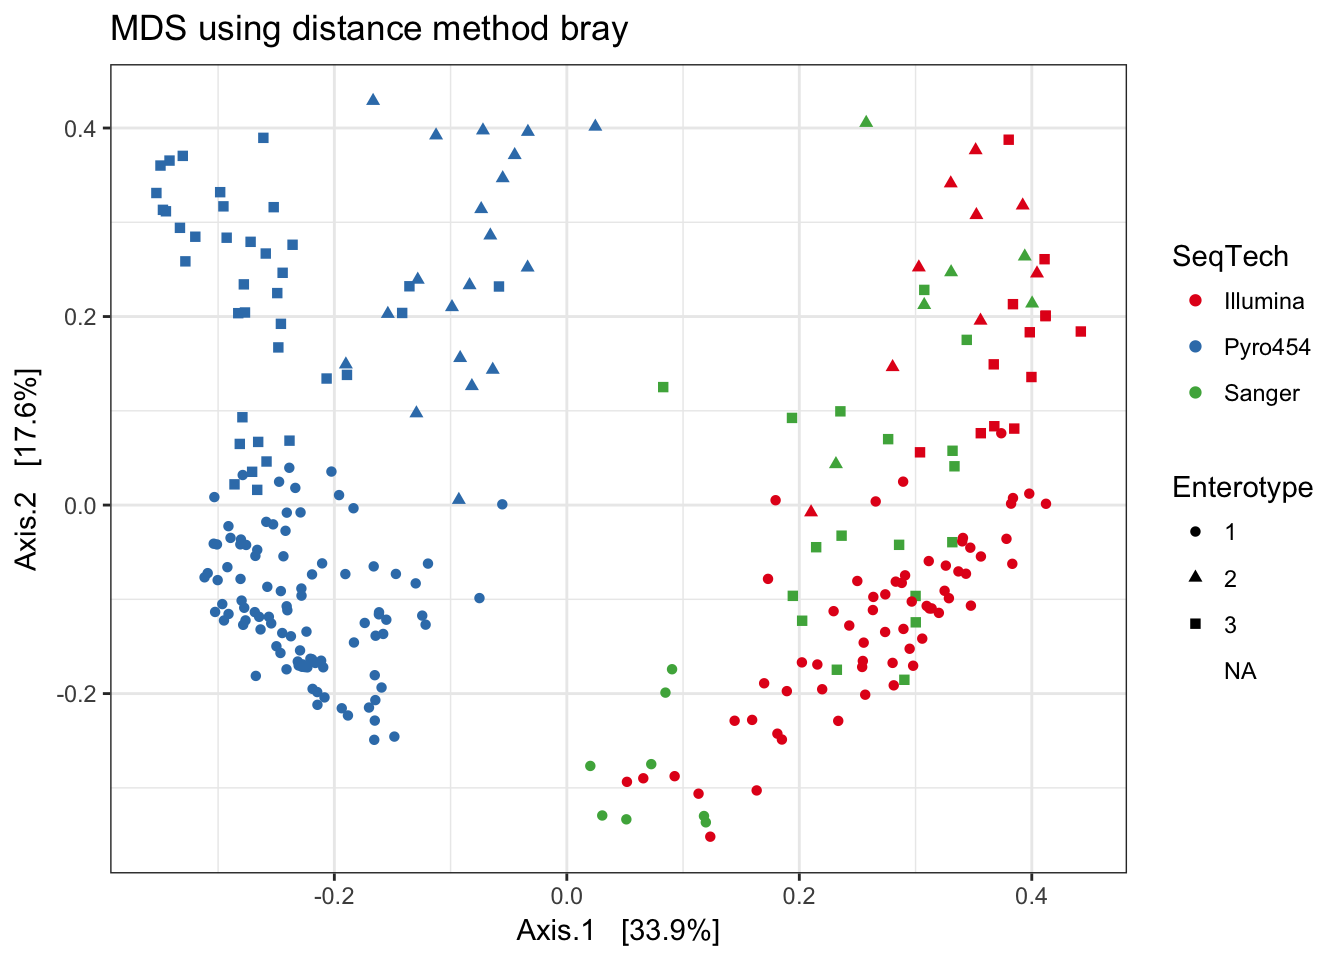 MDS using distance method bray
Axis.2 [17.6%]
0.4
0.2
0.0
-0.2
-0.2
0.0
0.2
0.4
Axis.1 [33.9%]
SeqTech
Illumina
Pyro454
Sanger
Enterotype
1
2
3
NA